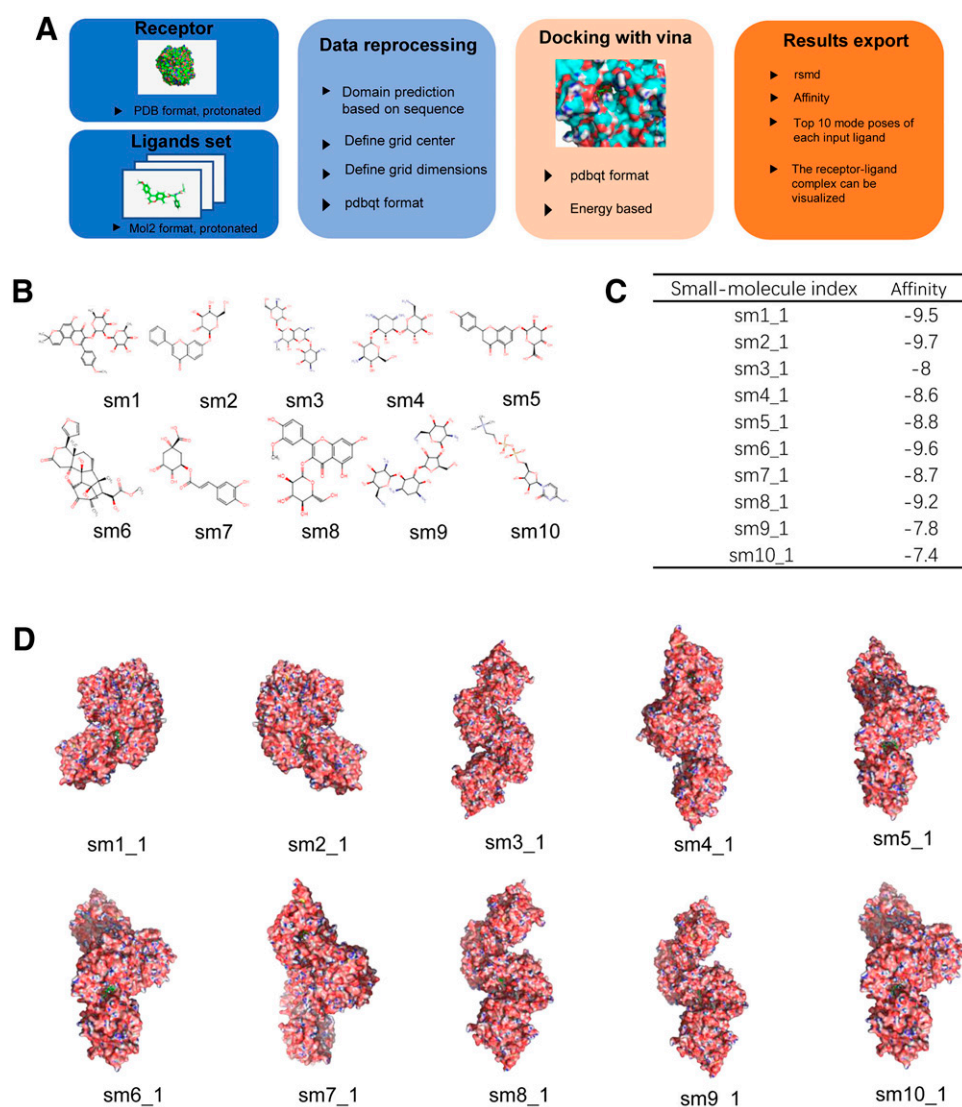 A
Receptor
PDB format, protonated
Ligands set
Mol2 format, protonated
Data reprocessing
Domain prediction
based on sequence
Define grid center
Define grid dimensions
pdbqt format
Docking with vina
pdbqt format
Energy based
Results export
rsmd
Affinity
Top 10 mode poses of
each input ligand
The receptor-ligand
complex can be
visualized
B
sm1 sm2 sm3 sm4 sm5
sm6 sm7 sm8 sm9 sm10
C
Small-molecule index Affinity
sm1_1 -9.5
sm2_1 -9.7
sm3_1 -8
sm4_1 -8.6
sm5_1 -8.8
sm6_1 -9.6
sm7_1 -8.7
sm8_1 -9.2
sm9_1 -7.8
sm10_1 -7.4
D
sm1_1 sm2_1 sm3_1 sm4_1 sm5_1
sm6_1 sm7_1 sm8_1 sm9_1 sm10_1